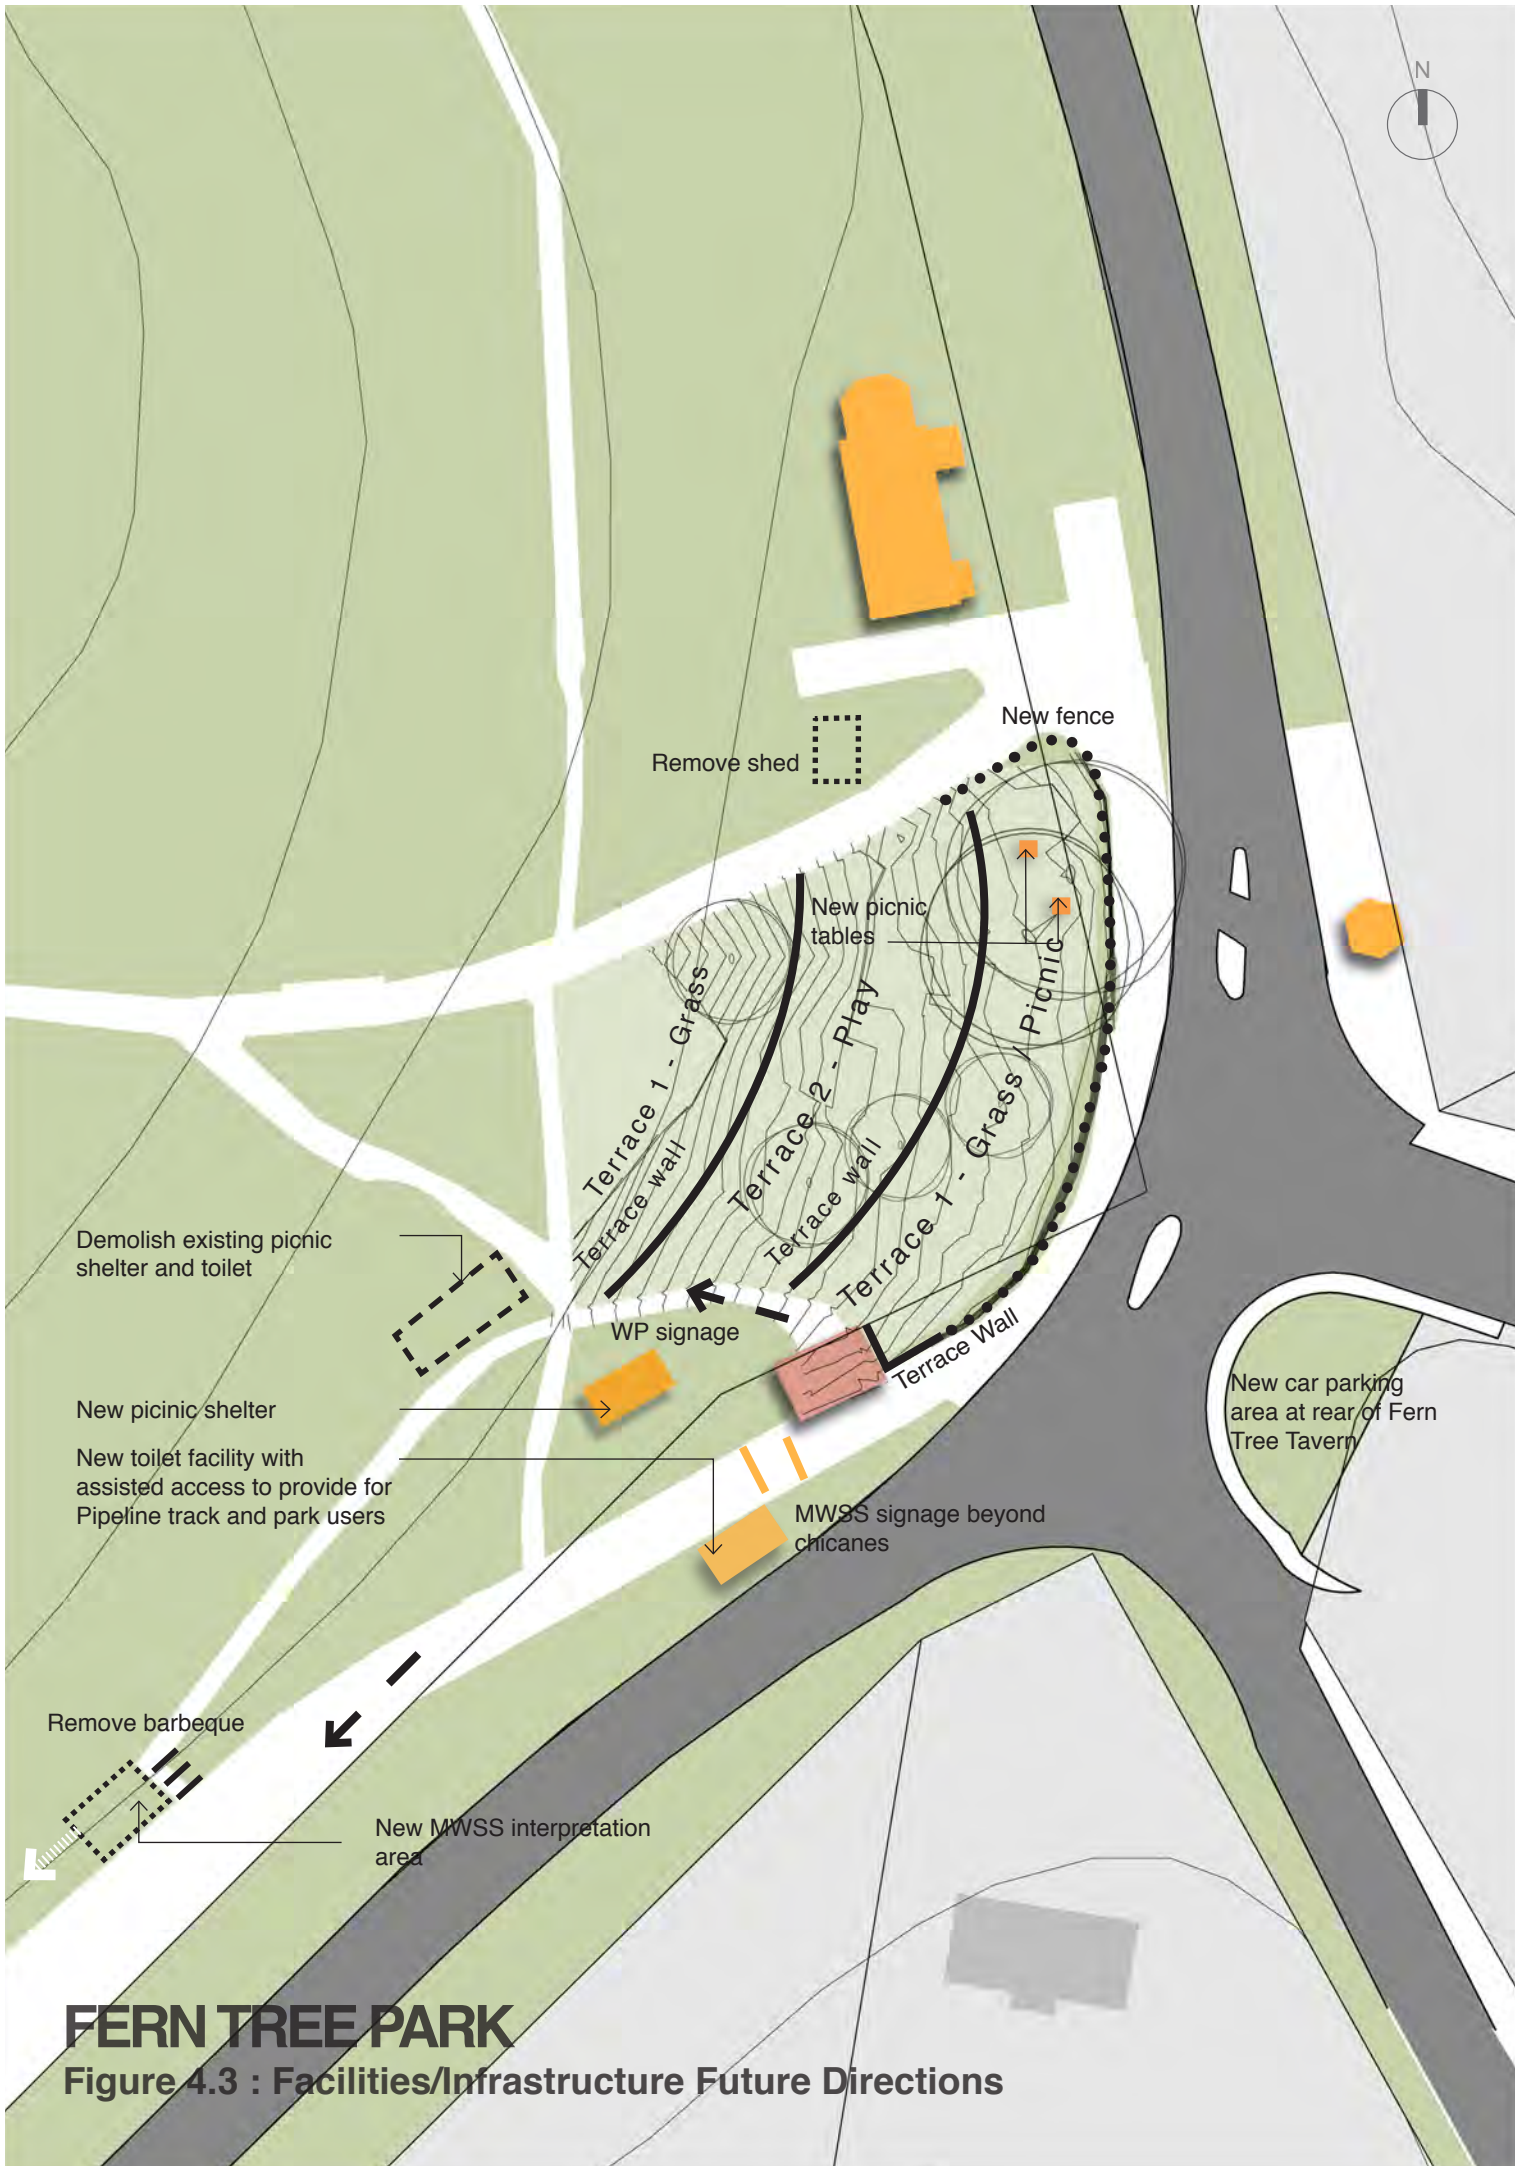 N
New fence
Remove shed
New picnic
tables
Terrace 1 - Grass
Terrace wall
Terrace 2 - Play
Terrace wall
Terrace 1 - Grass / Picnic
Demolish existing picnic
shelter and toilet
WP signage
Terrace Wall
New picinic shelter
New car parking
area at rear of Fern
Tree Tavern
New toilet facility with
assisted access to provide for
Pipeline track and park users
MWSS signage beyond
chicanes
Remove barbeque
New MWSS interpretation
area
FERN TREE PARK
Figure 4.3 : Facilities/Infrastructure Future Directions